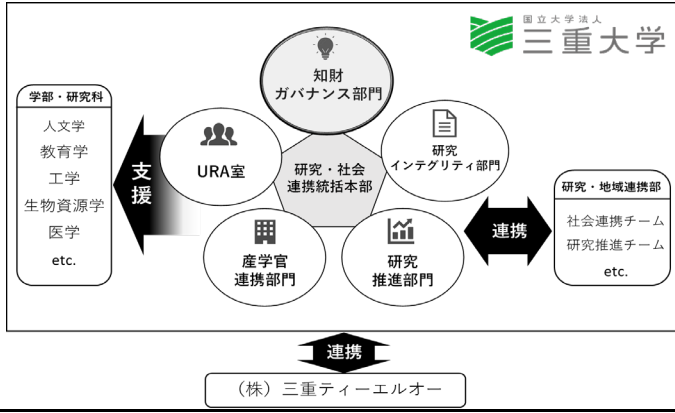 国立大学法人
三重大学
知財
ガバナンス部門
学部・研究科
人文学
教育学
工学
生物資源学
医学
etc.
支援
URA室
研究・社会
連携統括本部
研究
インテグリティ部門
産学官
連携部門
研究
推進部門
連携
研究・地域連携部
社会連携チーム
研究推進チーム
etc.
連携
（株）三重ティーエルオー